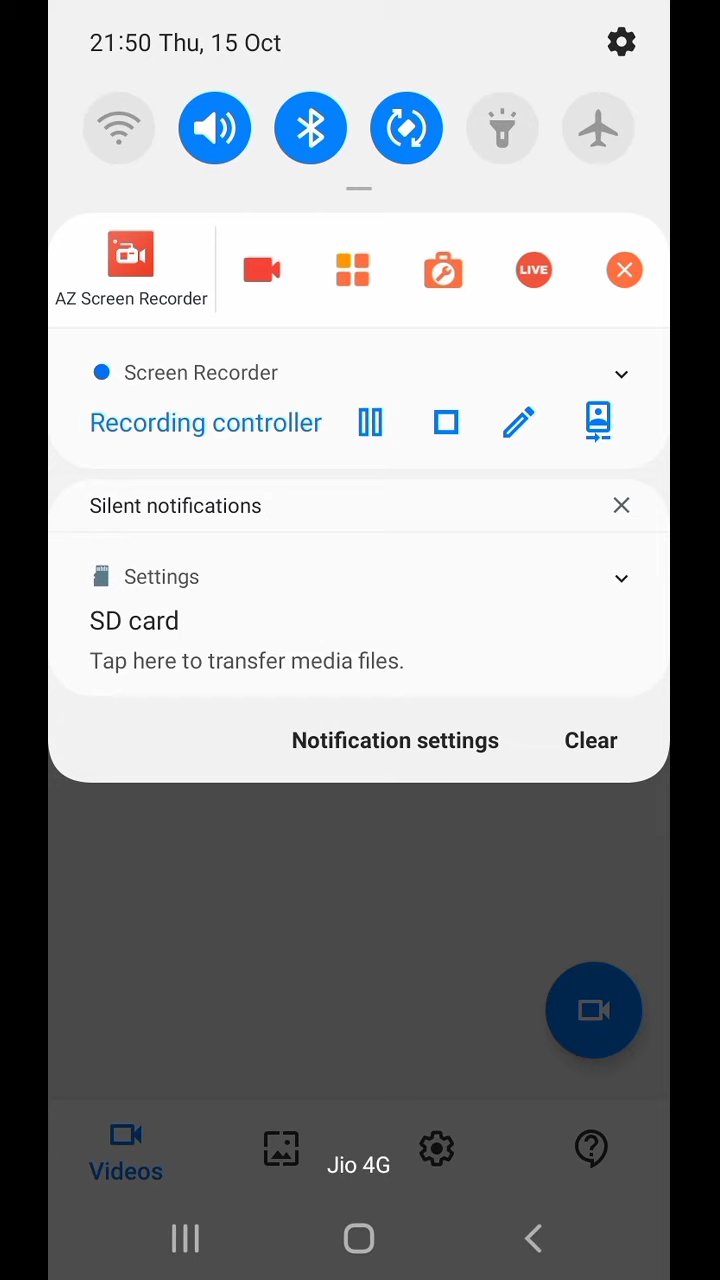 21:50 Thu, 15 Oct
AZ Screen Recorder
LIVE
Screen Recorder
Recording controller
Silent notifications
Settings
SD card
Tap here to transfer media files.
Notification settings
Clear
Videos
Jio 4G